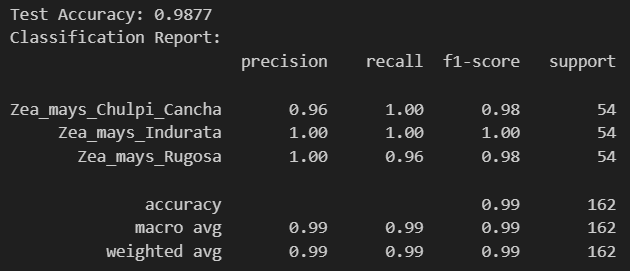 Test Accuracy: 0.9877
Classification Report:
precision recall f1-score support
Zea_mays_Chulpi_Cancha 0.96 1.00 0.98 54
Zea_mays_Indurata 1.00 1.00 1.00 54
Zea_mays_Rugosa 1.00 0.96 0.98 54
accuracy 0.99 162
macro avg 0.99 0.99 0.99 162
weighted avg 0.99 0.99 0.99 162